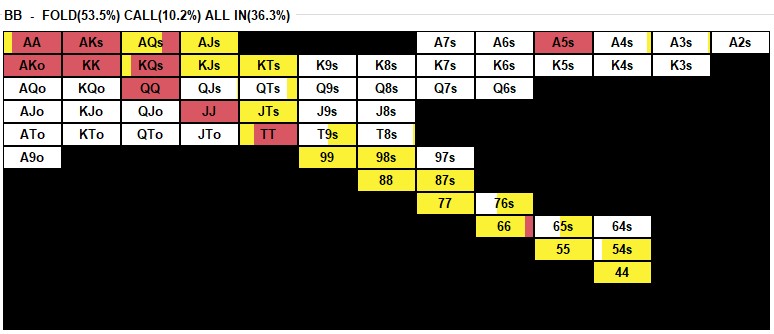 BB - FOLD(53.5%) CALL(10.2%) ALL IN(36.3%)
AA AKs AQs AJs A7s A6s A5s A4s A3s A2s
AKo KK KQs KJs KTs K9s K8s K7s K6s K5s K4s K3s
AQo KQo QQ QJs QTs Q9s Q8s Q7s Q6s
AJo KJo QJo JJ JTs J9s J8s
ATo KTo QTo JTo TT T9s T8s
A9o 99 98s 97s
88 87s
77 76s
66 65s 64s
55 54s
44